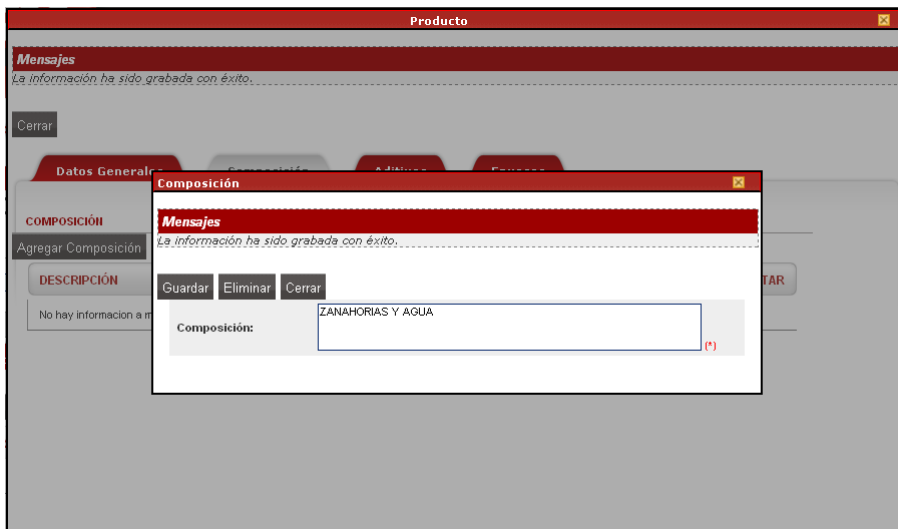 Producto
Mensajes
La información ha sido grabada con éxito.
Cerrar
Datos Generales
COMPOSICIÓN
Agregar Composición
DESCRIPCIÓN
No hay informacion a
Composición
Mensajes
La información ha sido grabada con éxito.
Guardar Eliminar Cerrar
Composición:
ZANAHORIAS Y AGUA
(*)